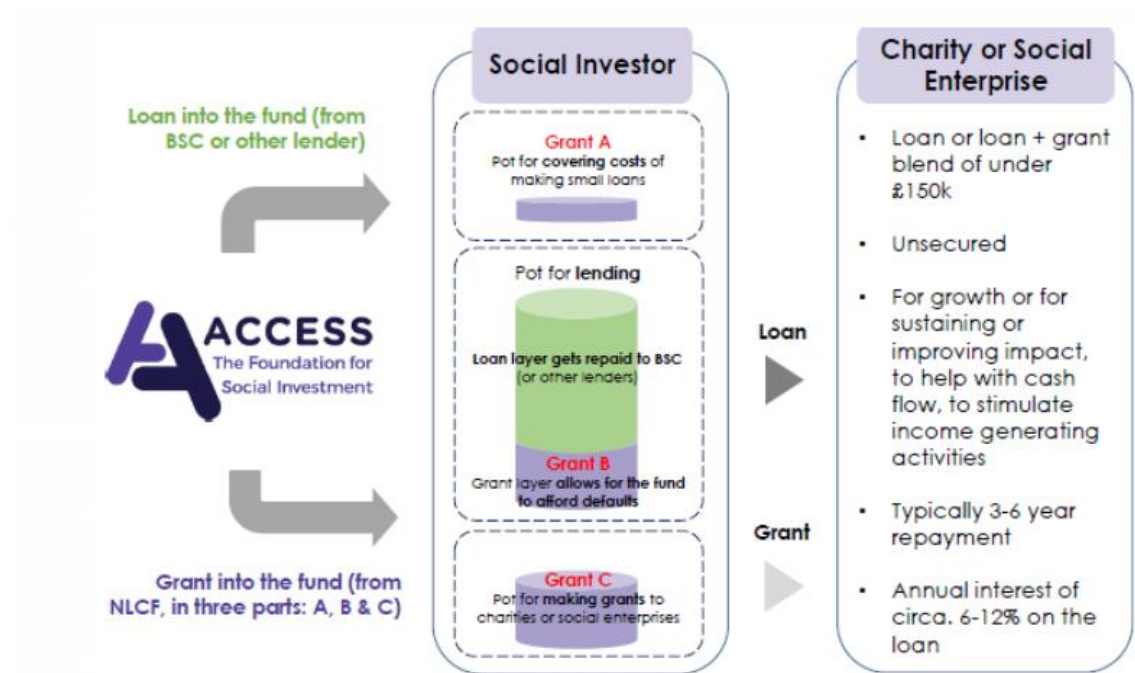 Loan into the fund (from
BSC or other lender)
ACCESS
The Foundation for
Social Investment
Grant into the fund (from
NLCF, in three parts: A, B & C)
Social Investor
Grant A
Pot for covering costs of
making small loans
Pot for lending
Loan layer gets repaid to BSC
(or other lenders)
Grant B
Grant layer allows for the fund
to afford defaults
Grant C
Pot for making grants to
charities or social enterprises
Loan
Grant
Charity or Social
Enterprise
• Loan or loan + grant
blend of under
£150k
• Unsecured
• For growth or for
sustaining or
improving impact,
to help with cash
flow, to stimulate
income generating
activities
• Typically 3-6 year
repayment
• Annual interest of
circa. 6-12% on the
loan